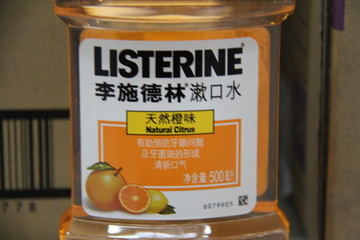 LISTERINE®
李施德林®漱口水
天然橙味
Natural Citrus
有助预防牙龈问题
及牙菌斑的形成
清新口气
净含量 500毫升
6079905
778